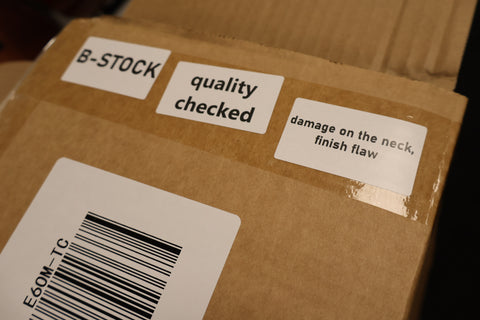 B-STOCK
quality
checked
damage on the neck,
finish flaw
E60M-TC